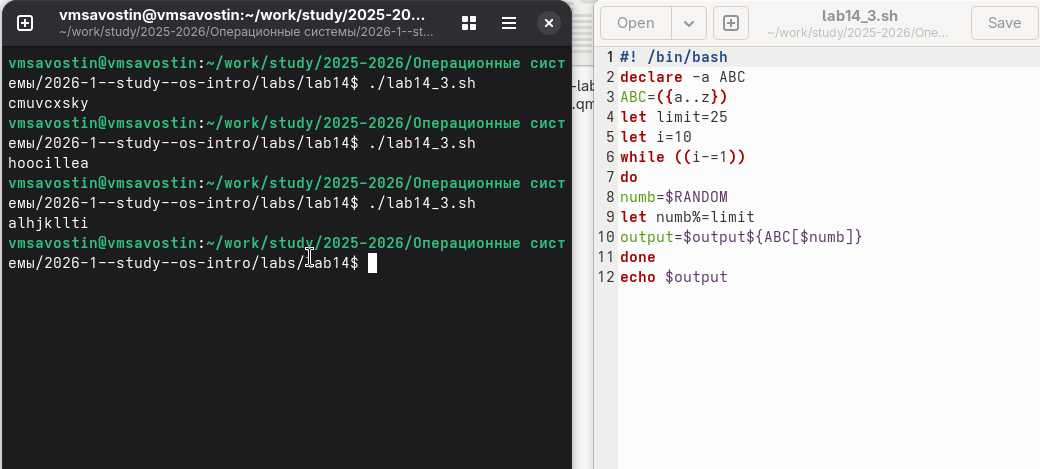 vmsavostin@vmsavostin:~/work/study/2025-20...
~/work/study/2025-2026/Операционные системы/2026-1--st...
vmsavostin@vmsavostin:~/work/study/2025-2026/Операционные сист
емы/2026-1--study--os-intro/labs/lab14$ ./lab14_3.sh
cmuvcxsky
vmsavostin@vmsavostin:~/work/study/2025-2026/Операционные сист
емы/2026-1--study--os-intro/labs/lab14$ ./lab14_3.sh
hoocillea
vmsavostin@vmsavostin:~/work/study/2025-2026/Операционные сист
емы/2026-1--study--os-intro/labs/lab14$ ./lab14_3.sh
alhjkllti
vmsavostin@vmsavostin:~/work/study/2025-2026/Операционные сист
емы/2026-1--study--os-intro/labs/lab14$
-lab
.qm
Open
lab14_3.sh
~/work/study/2025-2026/Опе...
Save
1 #! /bin/bash
2 declare -a ABC
3 ABC=({a..z})
4 let limit=25
5 let i=10
6 while ((i-=1))
7 do
8 numb=$RANDOM
9 let numb%=limit
10 output=$output${ABC[$numb]}
11 done
12 echo $output